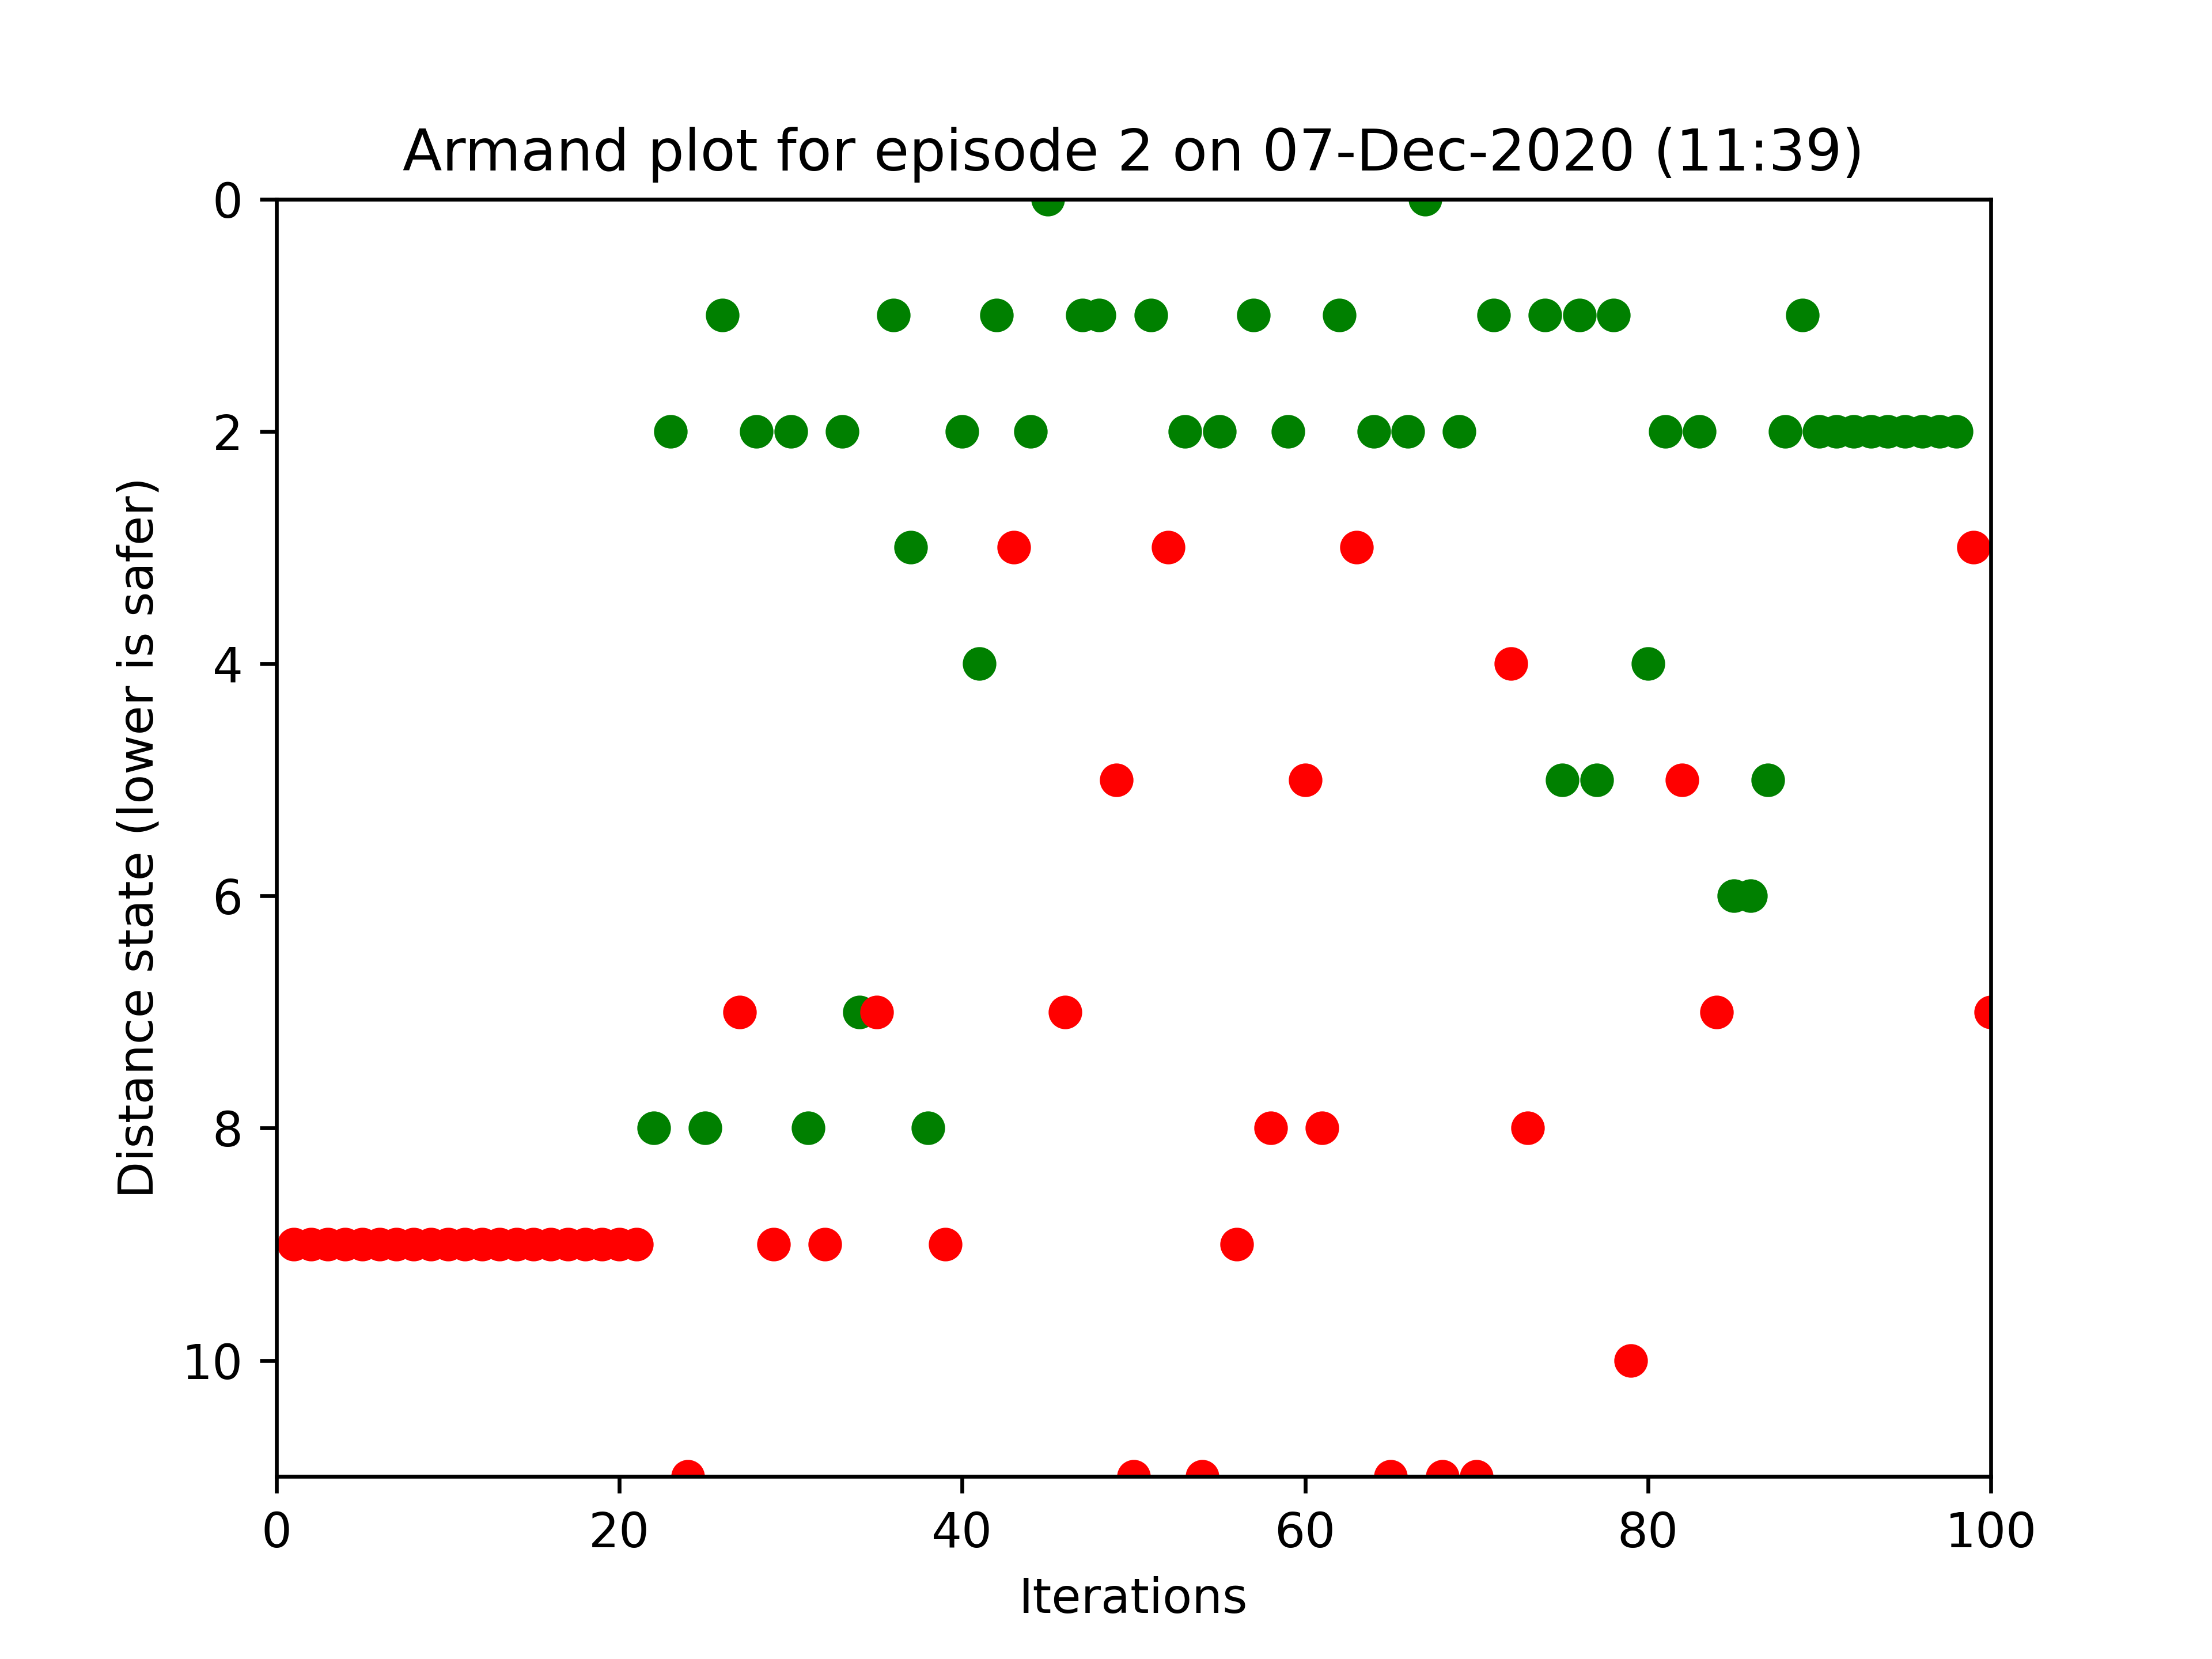 Armand plot for episode 2 on 07-Dec-2020 (11:39)
0
2
4
6
8
10
Distance state (lower is safer)
0 20 40 60 80 100
Iterations